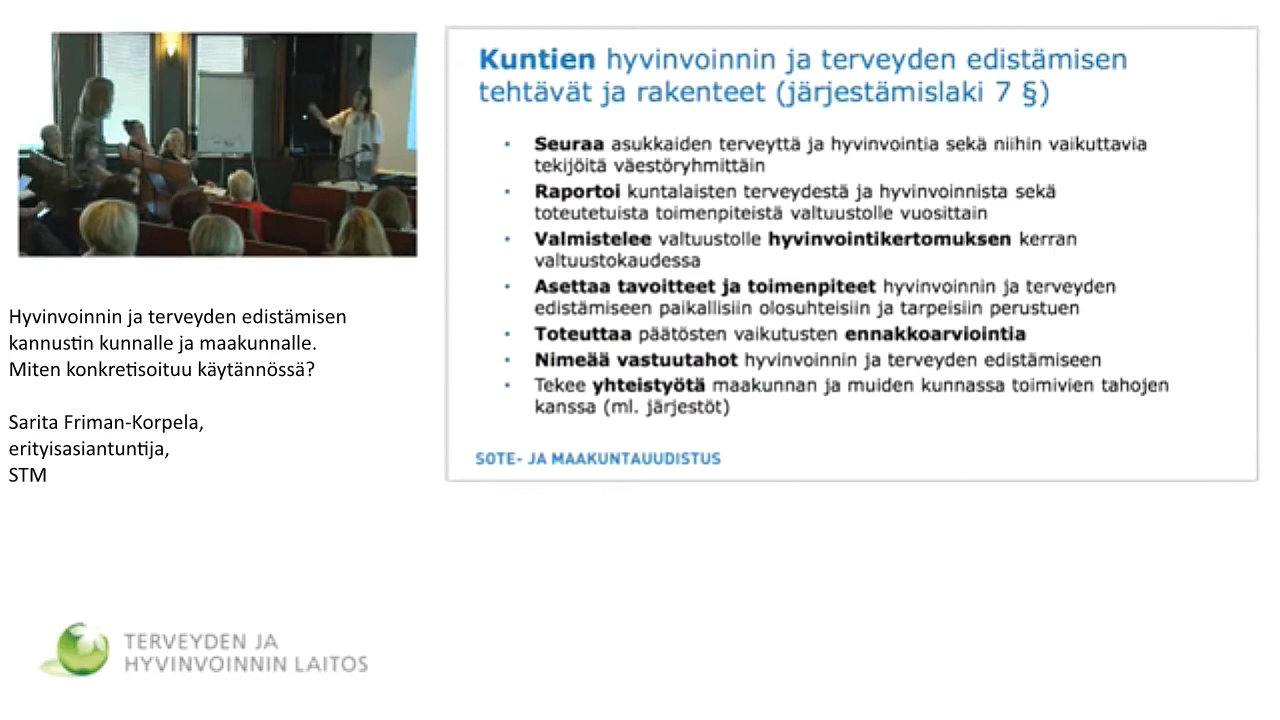 Kuntien hyvinvoinnin ja terveyden edistämisen
tehtävät ja rakenteet (järjestämislaki 7 §)
• Seuraa asukkaiden terveyttä ja hyvinvointia sekä niihin vaikuttavia
tekijöitä väestöryhmittäin
• Raportoi kuntalaisten terveydestä ja hyvinvoinnista sekä
toteutetuista toimenpiteistä valtuustolle vuosittain
• Valmistelee valtuustolle hyvinvointikertomuksen kerran
valtuustokaudessa
• Asettaa tavoitteet ja toimenpiteet hyvinvoinnin ja terveyden
edistämiseen paikallisiin olosuhteisiin ja tarpeisiin perustuen
• Toteuttaa päätösten vaikutusten ennakkoarviointia
• Nimeää vastuutahot hyvinvoinnin ja terveyden edistämiseen
• Tekee yhteistyötä maakunnan ja muiden kunnassa toimivien tahojen
kanssa (ml. järjestöt)
SOTE- JA MAAKUNTAUUDISTUS
Hyvinvoinnin ja terveyden edistämisen
kannustin kunnalle ja maakunnalle.
Miten konkretisoituu käytännössä?
Sarita Friman-Korpela,
erityisasiantuntija,
STM
TERVEYDEN JA
HYVINVOINNIN LAITOS